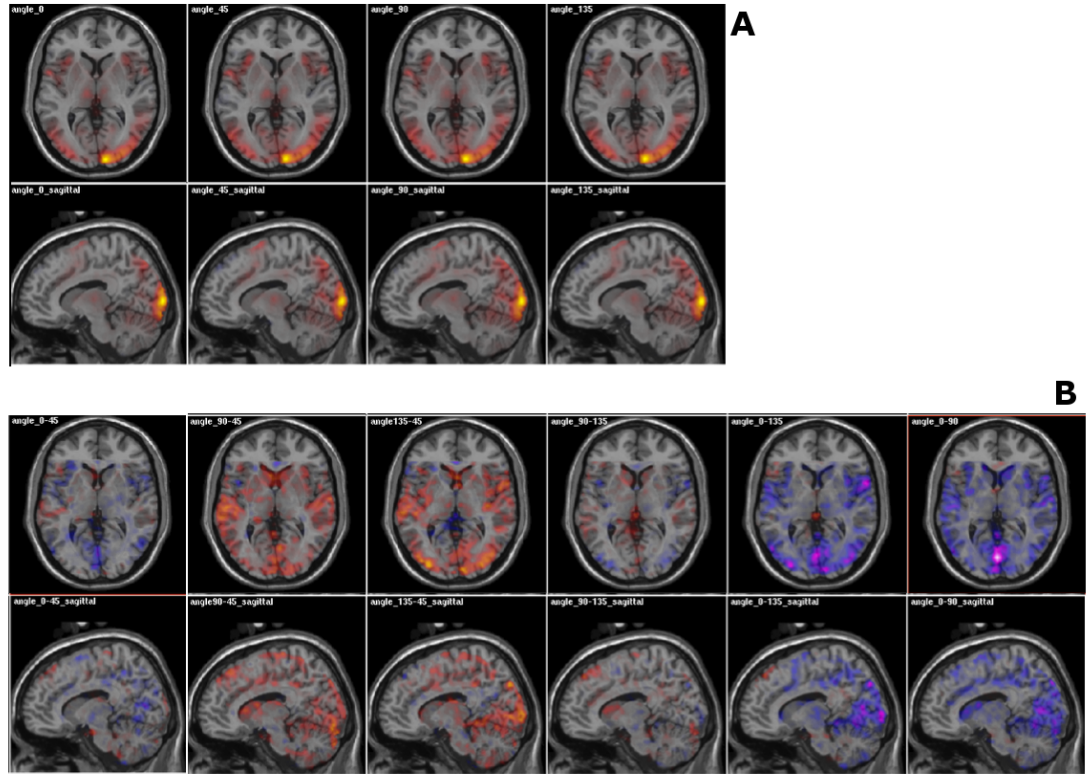 angle_0
angle_45
angle_90
angle_135
A
angle_0_sagittal
angle_45_sagittal
angle_90_sagittal
angle_135_sagittal
B
angle_0-45
angle_90-45
angle135-45
angle_90-135
angle_0-135
angle_0-90
angle_0-45_sagittal
angle90-45_sagittal
angle_135-45_sagittal
angle_90-135_sagittal
angle_0-135_sagittal
angle_0-90_sagittal